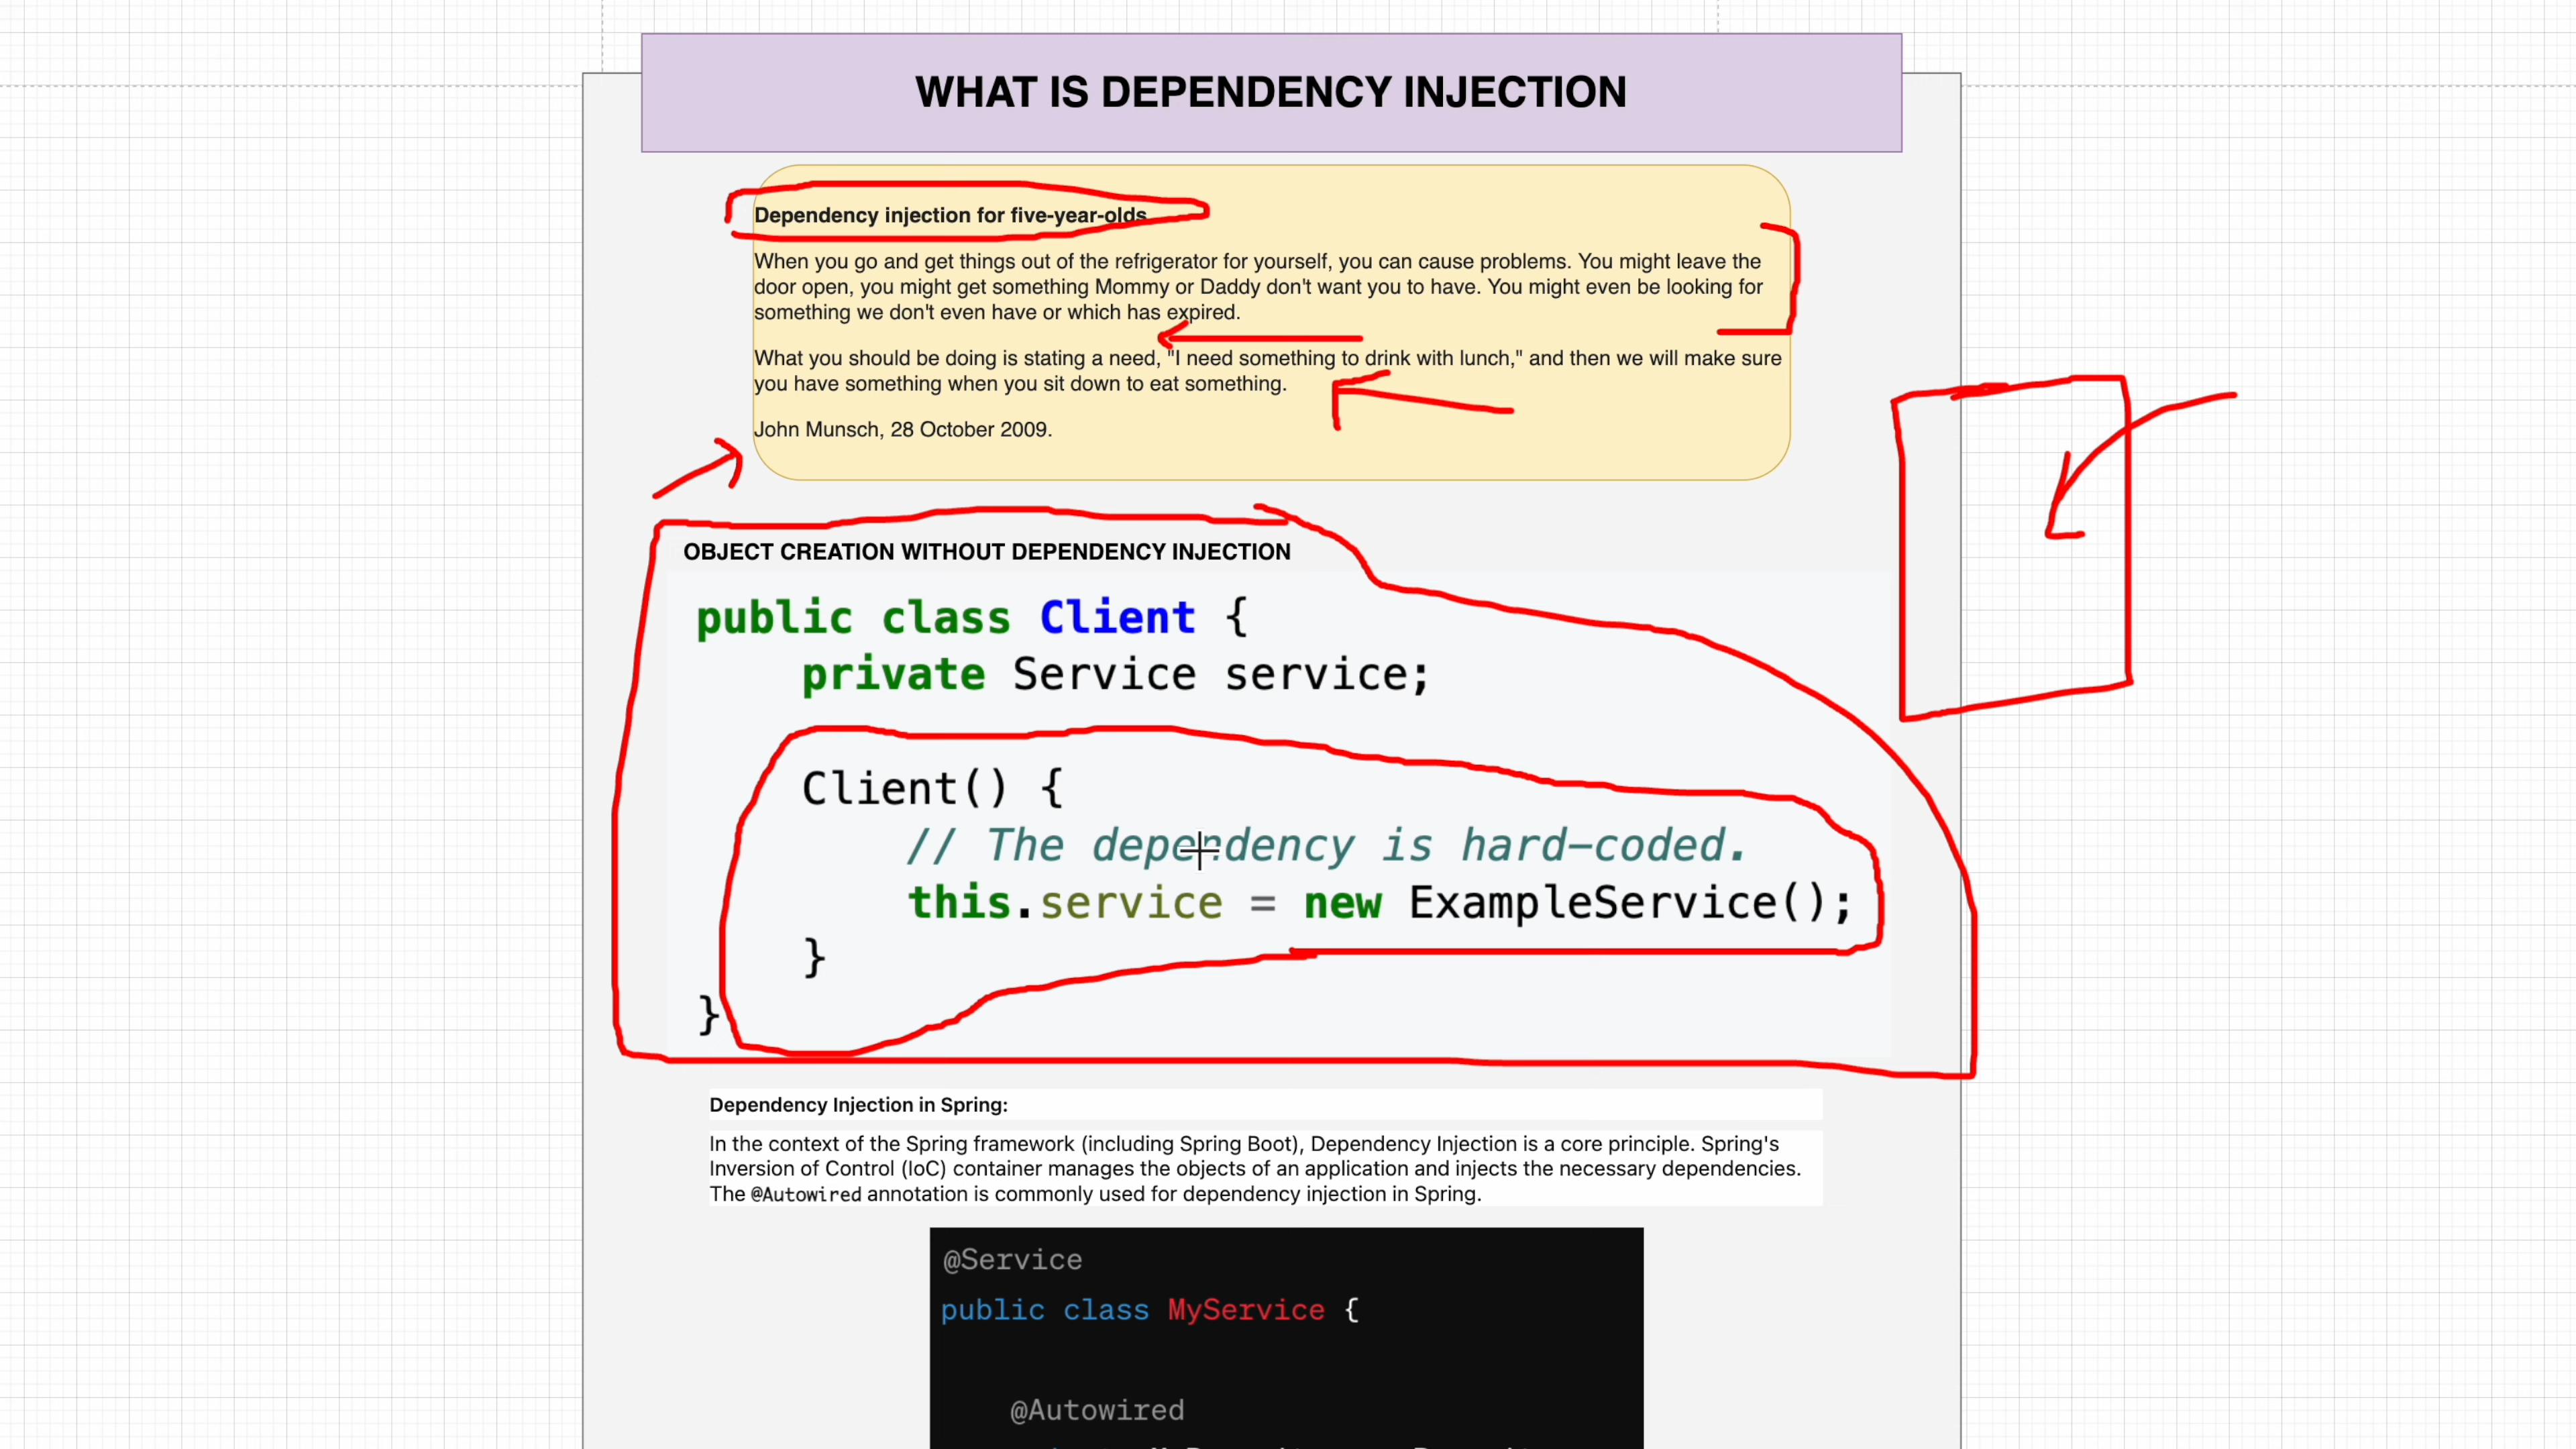 WHAT IS DEPENDENCY INJECTION
Dependency injection for five-year-olds
When you go and get things out of the refrigerator for yourself, you can cause problems. You might leave the
door open, you might get something Mommy or Daddy don't want you to have. You might even be looking for
something we don't even have or which has expired.
What you should be doing is stating a need, "I need something to drink with lunch," and then we will make sure
you have something when you sit down to eat something.
John Munsch, 28 October 2009.
OBJECT CREATION WITHOUT DEPENDENCY INJECTION
public class Client {
private Service service;
Client() {
// The dependency is hard-coded.
this.service = new ExampleService();
}
}
Dependency Injection in Spring:
In the context of the Spring framework (including Spring Boot), Dependency Injection is a core principle. Spring's
Inversion of Control (IoC) container manages the objects of an application and injects the necessary dependencies.
The @Autowired annotation is commonly used for dependency injection in Spring.
@Service
public class MyService {
@Autowired